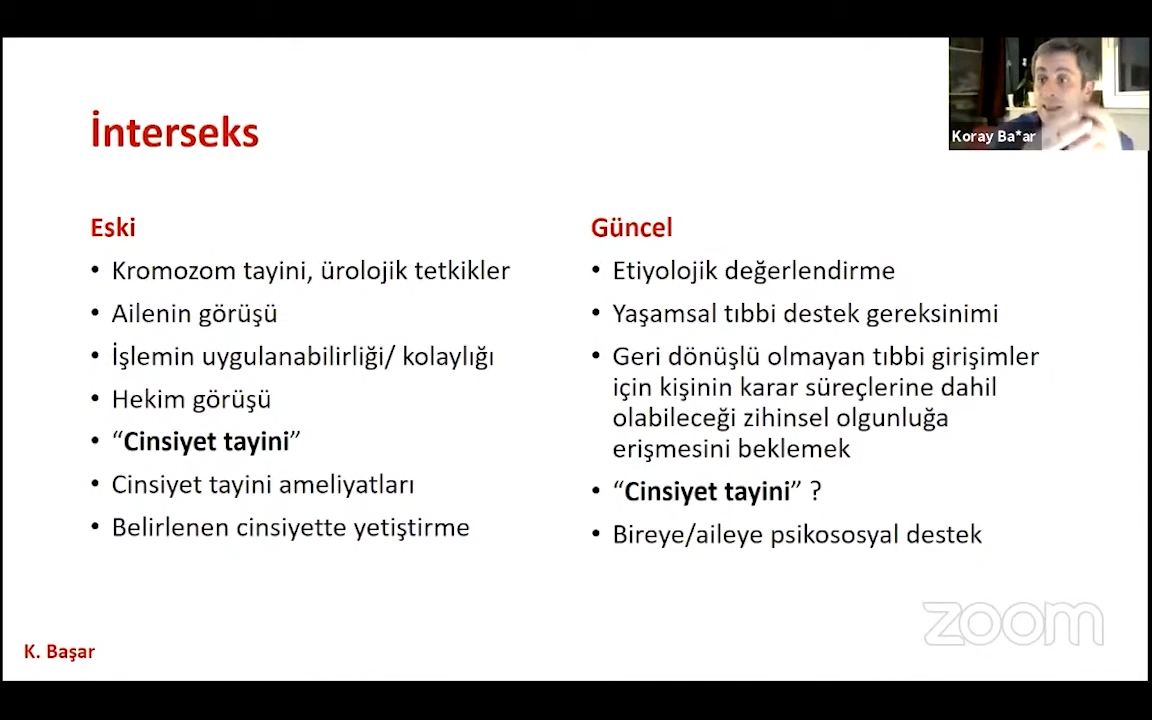 Koray Ba*ar
İnterseks
Eski
• Kromozom tayini, ürolojik tetkikler
• Ailenin görüşü
• İşlemin uygulanabilirliği/ kolaylığı
• Hekim görüşü
• “Cinsiyet tayini”
• Cinsiyet tayini ameliyatları
• Belirlenen cinsiyette yetiştirme
Güncel
• Etiyolojik değerlendirme
• Yaşamsal tıbbi destek gereksinimi
• Geri dönüşlü olmayan tıbbi girişimler
için kişinin karar süreçlerine dahil
olabileceği zihinsel olgunluğa
erişmesini beklemek
• “Cinsiyet tayini” ?
• Bireye/aileye psikososyal destek
zoom
K. Başar